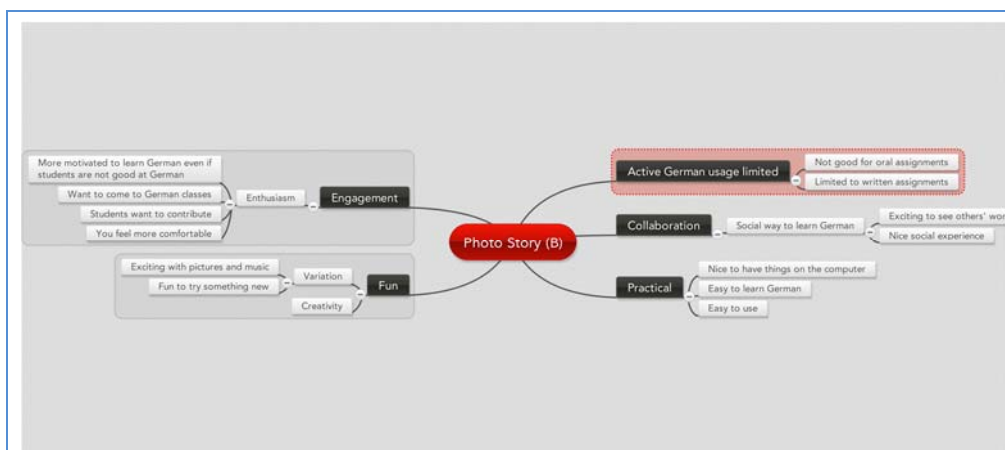 More motivated to learn German even if
students are not good at German
Want to come to German classes
Students want to contribute
You feel more comfortable
Enthusiasm
Engagement
Exciting with pictures and music
Fun to try something new
Variation
Creativity
Fun
Photo Story (B)
Active German usage limited
Not good for oral assignments
Limited to written assignments
Collaboration
Social way to learn German
Exciting to see others' wor
Nice social experience
Practical
Nice to have things on the computer
Easy to learn German
Easy to use